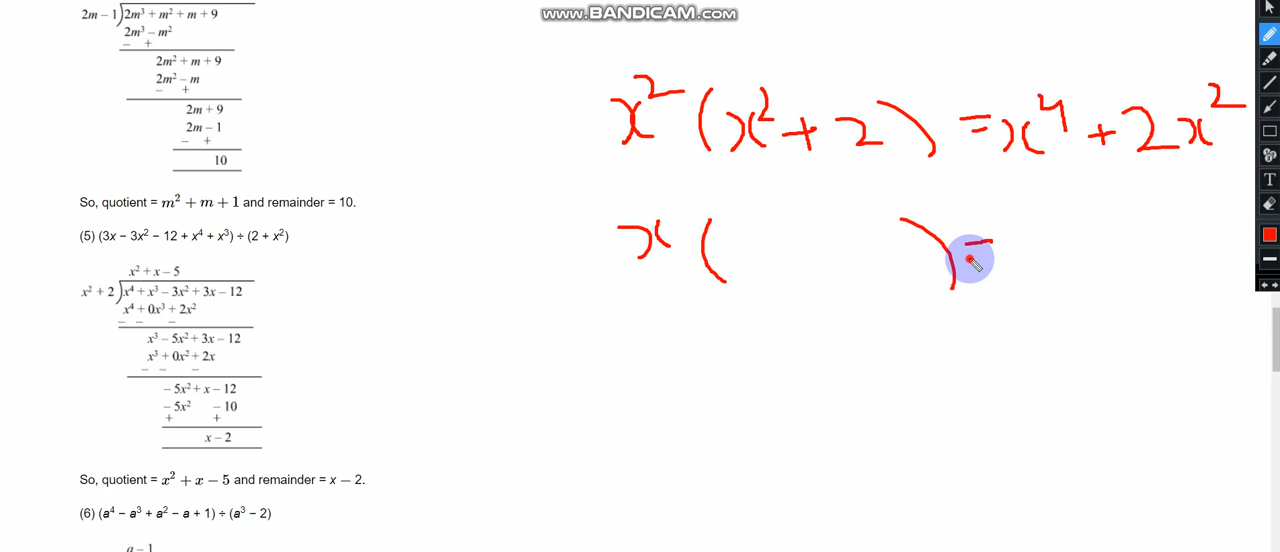 www.BANDICAM.com
2m − 1)2m³ + m² + m + 9
2m³ − m²
− +
2m² + m + 9
2m² − m
− +
2m + 9
2m − 1
− +
10
So, quotient = m² + m + 1 and remainder = 10.
(5) (3x − 3x² − 12 + x⁴ + x³) ÷ (2 + x²)
x² + x − 5
x² + 2)x⁴ + x³ − 3x² + 3x − 12
x⁴ + 0x³ + 2x²
− − −
x³ − 5x² + 3x − 12
x³ + 0x² + 2x
− − −
− 5x² + x − 12
− 5x² − 10
+ +
x − 2
So, quotient = x² + x − 5 and remainder = x − 2.
(6) (a⁴ − a³ + a² − a + 1) ÷ (a³ − 2)
a − 1
x² (x² + 2) = x⁴ + 2x²
x ( ) =
T